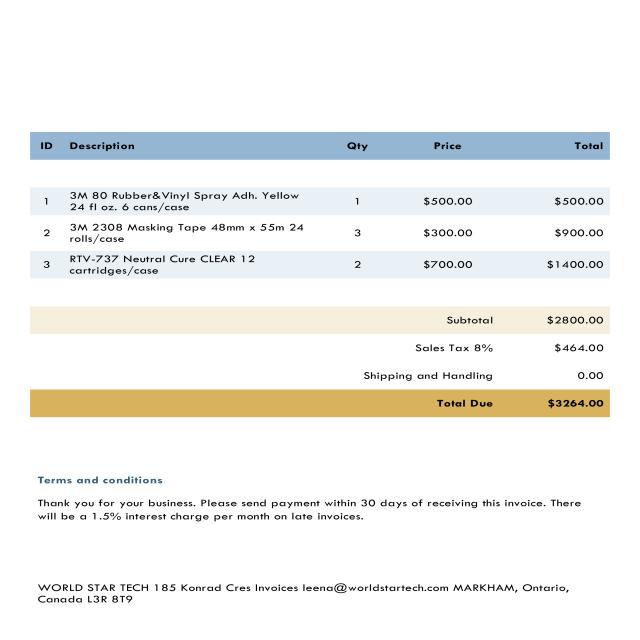 ID Description Qty Price Total
3M 80 Rubber&Vinyl Spray Adh. Yellow
1 24 fl oz. 6 cans/case 1 $500.00 $500.00
3M 2308 Masking Tape 48mm x 55m 24
2 rolls/case 3 $300.00 $900.00
RTV-737 Neutral Cure CLEAR 12
3 cartridges/case 2 $700.00 $1400.00
Subtotal $2800.00
Sales Tax 8% $464.00
Shipping and Handling 0.00
Total Due $3264.00
Terms and conditions
Thank you for your business. Please send payment within 30 days of receiving this invoice. There
will be a 1.5% interest charge per month on late invoices.
WORLD STAR TECH 185 Konrad Cres Invoices leena@worldstartech.com MARKHAM, Ontario,
Canada L3R 8T9